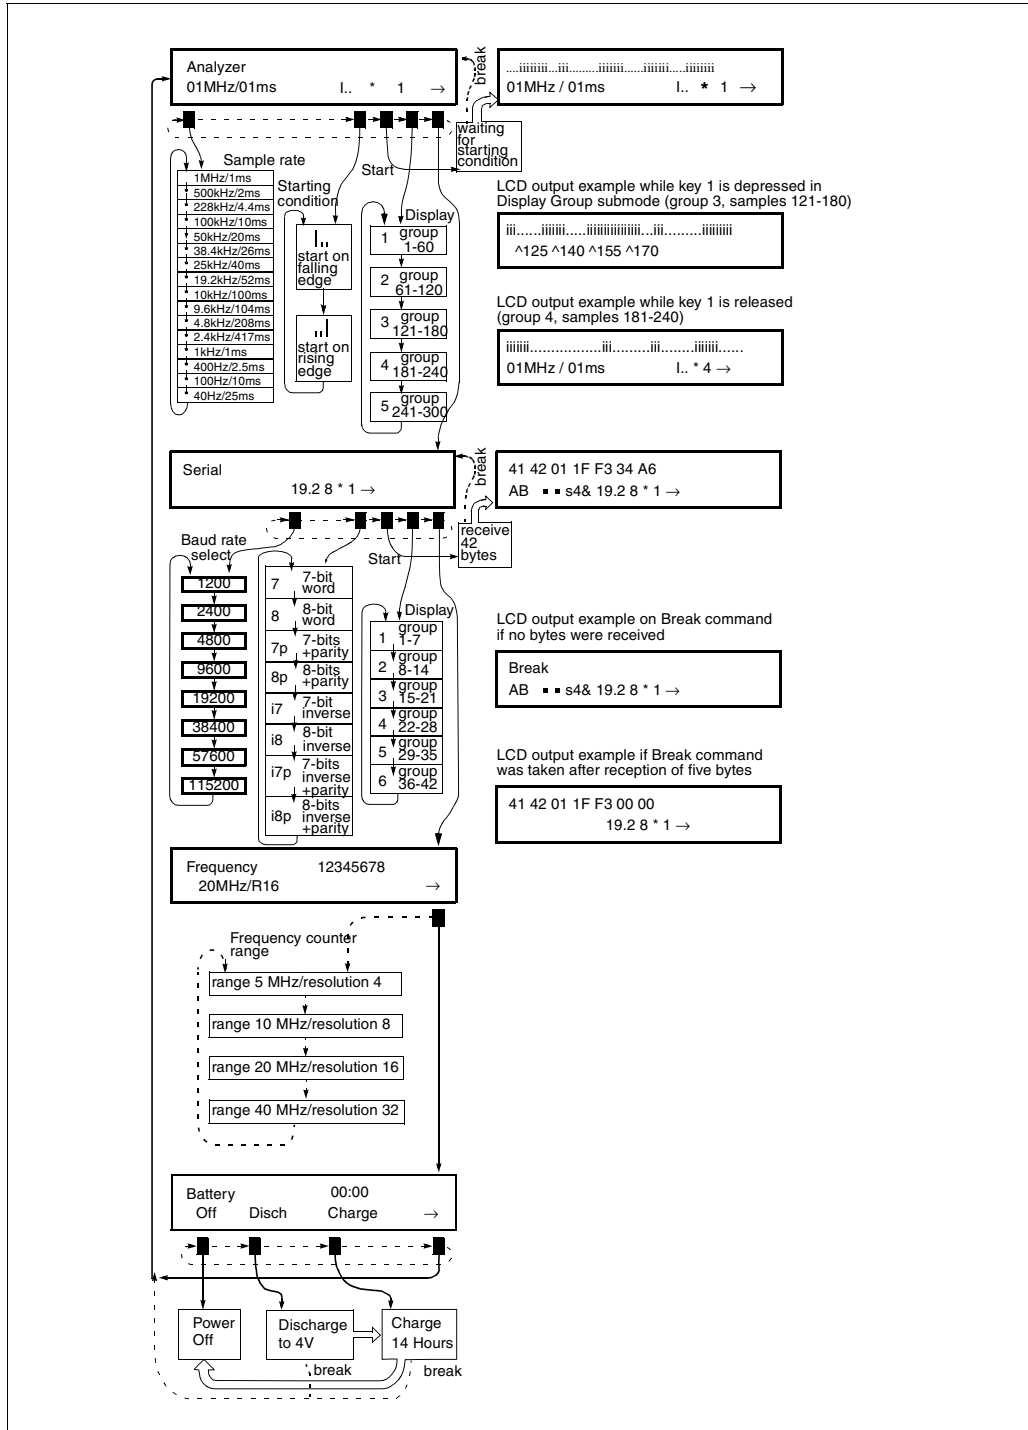 Analyzer
01MHz/01ms I.. * 1 →
break
....iiiiiiii...iii.........iiiiiii......iiiiiii.....iiiiiiii
01MHz / 01ms I.. * 1 →
waiting
for
starting
condition
Start
Sample rate
1MHz/1ms
500kHz/2ms
228kHz/4.4ms
100kHz/10ms
50kHz/20ms
38.4kHz/26ms
25kHz/40ms
19.2kHz/52ms
10kHz/100ms
9.6kHz/104ms
4.8kHz/208ms
2.4kHz/417ms
1kHz/1ms
400Hz/2.5ms
100Hz/10ms
40Hz/25ms
Starting
condition
start on
falling
edge
start on
rising
edge
Display
1 group
1-60
2 group
61-120
3 group
121-180
4 group
181-240
5 group
241-300
LCD output example while key 1 is depressed in
Display Group submode (group 3, samples 121-180)
iii......iiiiiii.....iiiiiiiiiiiiiii...iii.........iiiiiiiii
^125 ^140 ^155 ^170
LCD output example while key 1 is released
(group 4, samples 181-240)
iiiiiii..................iii.........iii........iiiiiii......
01MHz / 01ms I.. * 4 →
Serial
19.2 8 * 1 →
break
41 42 01 1F F3 34 A6
AB ▪ ▪ s4& 19.2 8 * 1 →
receive
42
bytes
Start
Baud rate
select
1200
2400
4800
9600
19200
38400
57600
115200
7 7-bit
word
8 8-bit
word
7p 7-bits
+parity
8p 8-bits
+parity
i7 7-bit
inverse
i8 8-bit
inverse
i7p 7-bits
inverse
+parity
i8p 8-bits
inverse
+parity
Display
1 group
1-7
2 group
8-14
3 group
15-21
4 group
22-28
5 group
29-35
6 group
36-42
LCD output example on Break command
if no bytes were received
Break
AB ▪ ▪ s4& 19.2 8 * 1 →
LCD output example if Break command
was taken after reception of five bytes
41 42 01 1F F3 00 00
19.2 8 * 1 →
Frequency 12345678
20MHz/R16 →
Frequency counter
range
range 5 MHz/resolution 4
range 10 MHz/resolution 8
range 20 MHz/resolution 16
range 40 MHz/resolution 32
Battery 00:00
Off Disch Charge →
Power
Off
Discharge
to 4V
Charge
14 Hours
break
break